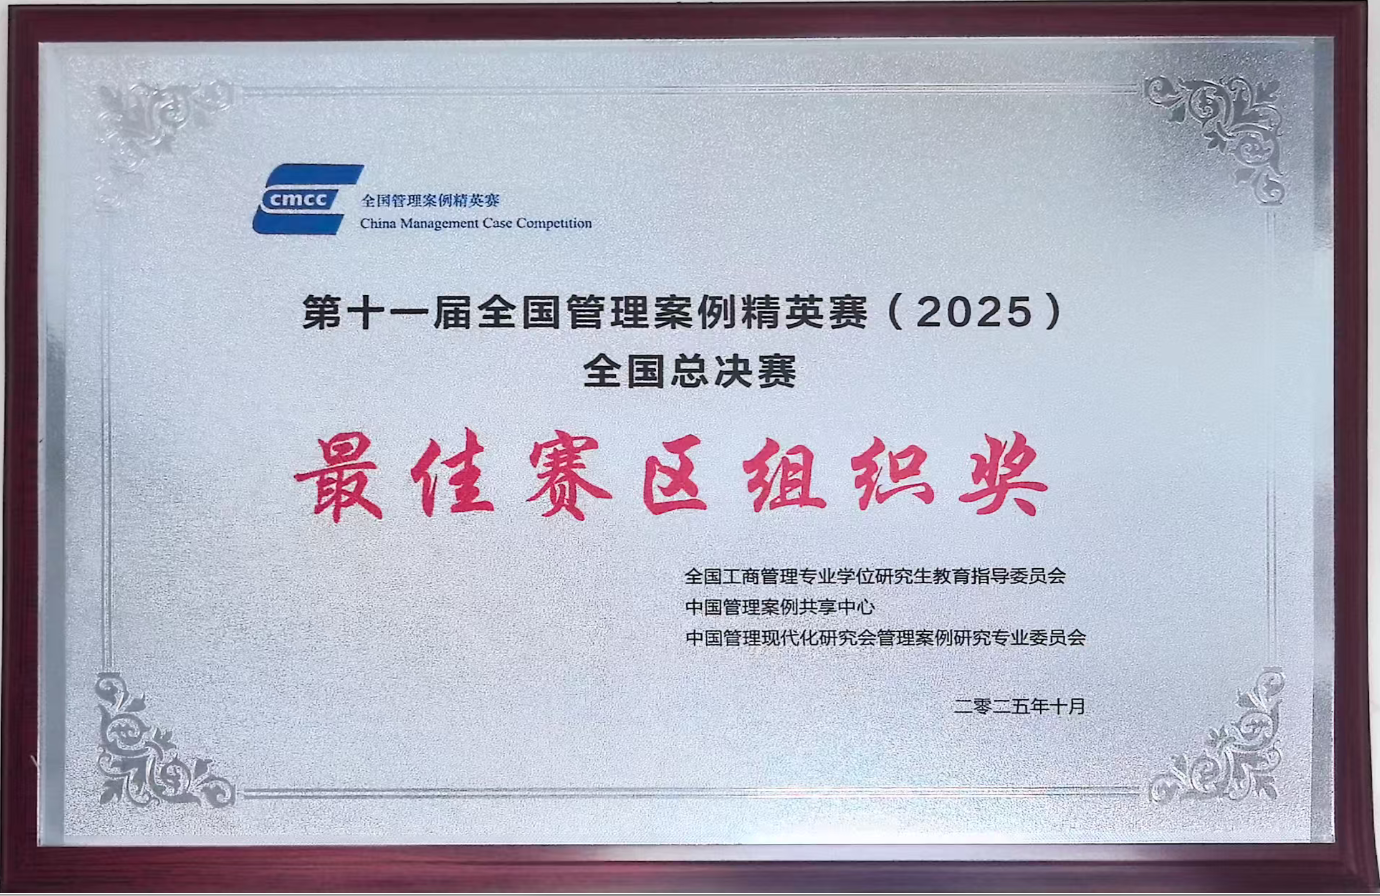 cmcc
全国管理案例精英赛
China Management Case Competition
第十一届全国管理案例精英赛（2025）
全国总决赛
最佳赛区组织奖
全国工商管理专业学位研究生教育指导委员会
中国管理案例共享中心
中国管理现代化研究会管理案例研究专业委员会
二零二五年十月